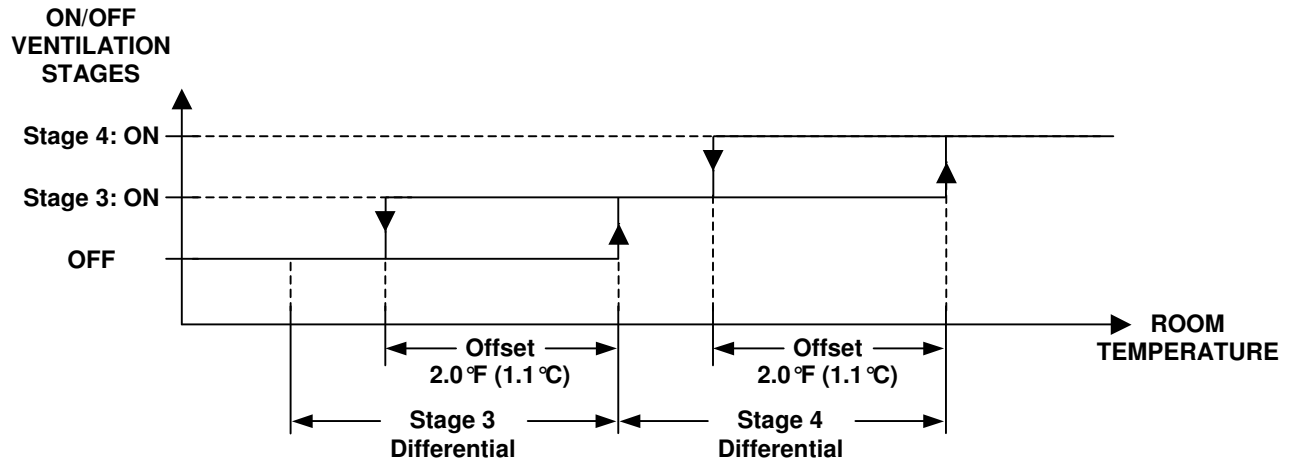 ON/OFF
VENTILATION
STAGES
Stage 4: ON
Stage 3: ON
OFF
ROOM
TEMPERATURE
Offset
2.0°F (1.1°C)
Offset
2.0°F (1.1°C)
Stage 3
Differential
Stage 4
Differential